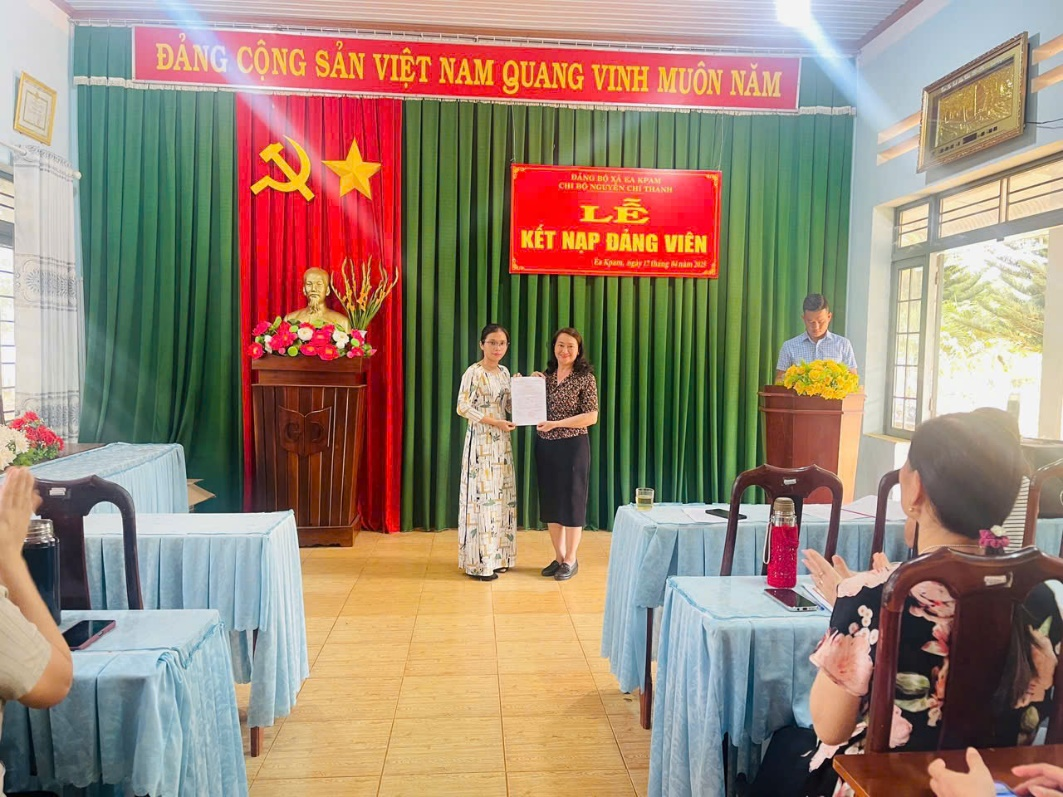 ĐẢNG CỘNG SẢN VIỆT NAM QUANG VINH MUÔN NĂM
ĐẢNG BỘ XÃ EA KPAM
CHI BỘ NGUYỄN CHÍ THANH
LỄ
KẾT NẠP ĐẢNG VIÊN
Ea Kpam, ngày 17 tháng 04 năm 2025